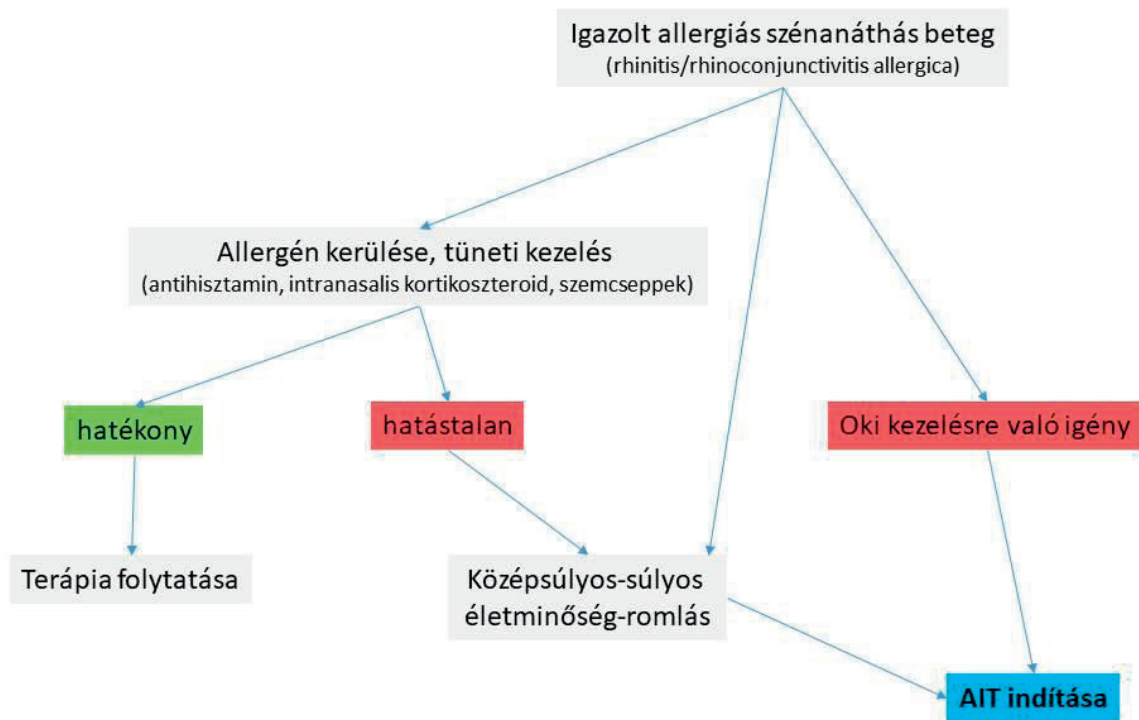 Igazolt allergiás szénanáthás beteg
(rhinitis/rhinoconjunctivitis allergica)
Allergén kerülése, tüneti kezelés
(antihisztamin, intranasalis kortikoszteroid, szemcseppek)
hatékony
hatástalan
Oki kezelésre való igény
Terápia folytatása
Középsúlyos-súlyos
életminőség-romlás
AIT indítása